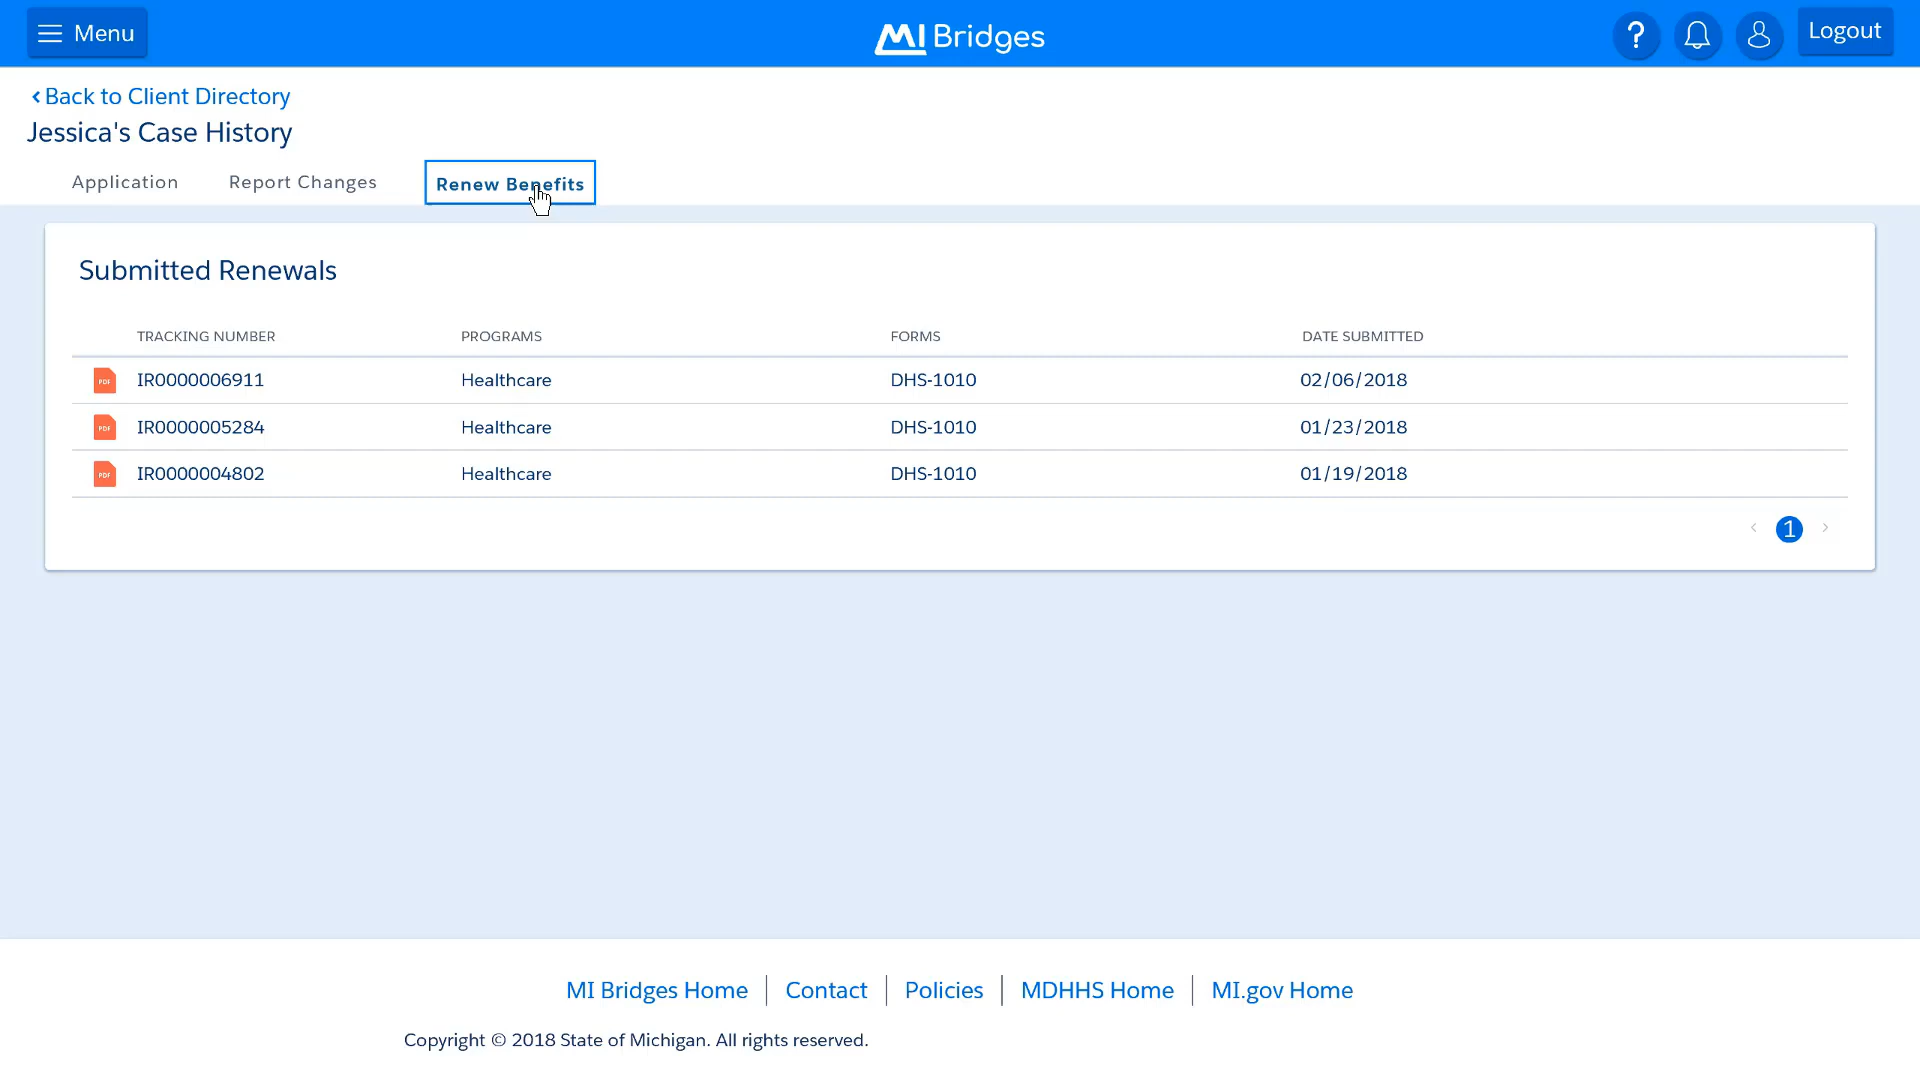 Menu
MI Bridges
?
Logout
Back to Client Directory
Jessica's Case History
Application Report Changes Renew Benefits
Submitted Renewals
TRACKING NUMBER PROGRAMS FORMS DATE SUBMITTED
PDF IR0000006911 Healthcare DHS-1010 02/06/2018
PDF IR0000005284 Healthcare DHS-1010 01/23/2018
PDF IR0000004802 Healthcare DHS-1010 01/19/2018
1
MI Bridges Home Contact Policies MDHHS Home MI.gov Home
Copyright © 2018 State of Michigan. All rights reserved.